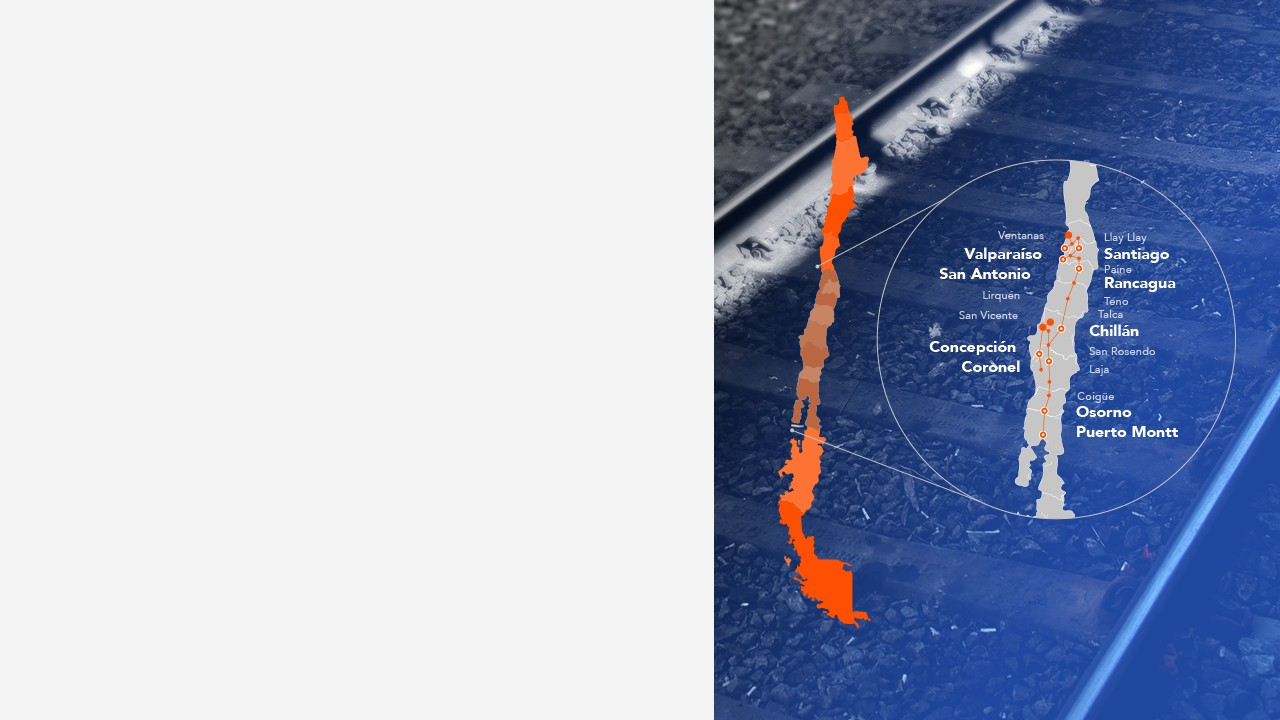 Ventanas
Valparaíso
San Antonio
Lirquén
San Vicente
Concepción
Coronel
Llay Llay
Santiago
Paine
Rancagua
Teno
Talca
Chillán
San Rosendo
Laja
Coigüe
Osorno
Puerto Montt